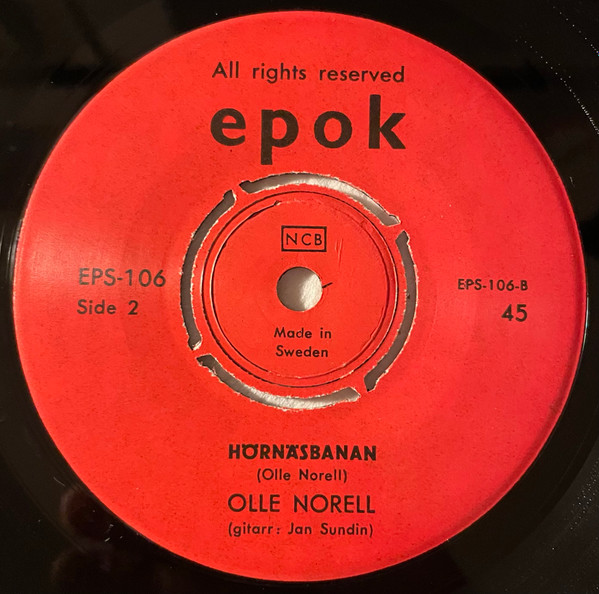 All rights reserved
epok
NCB
EPS-106
Side 2
EPS-106-B
45
Made in
Sweden
HÖRNÄSBANAN
(Olle Norell)
OLLE NORELL
(gitarr: Jan Sundin)